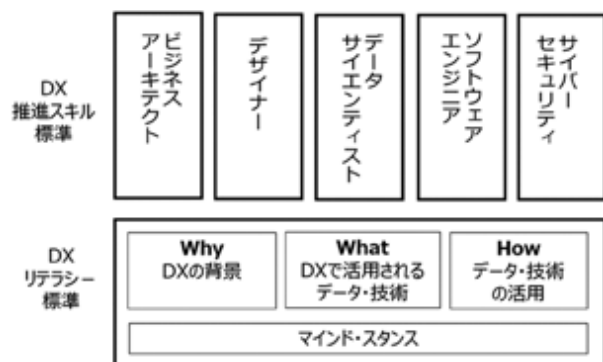 DX
推進スキル
標準
ビジネス
アーキテクト
デザイナー
データ
サイエンティスト
ソフトウェア
エンジニア
サイバー
セキュリティ
DX
リテラシー
標準
Why
DXの背景
What
DXで活用される
データ・技術
How
データ・技術
の活用
マインド・スタンス